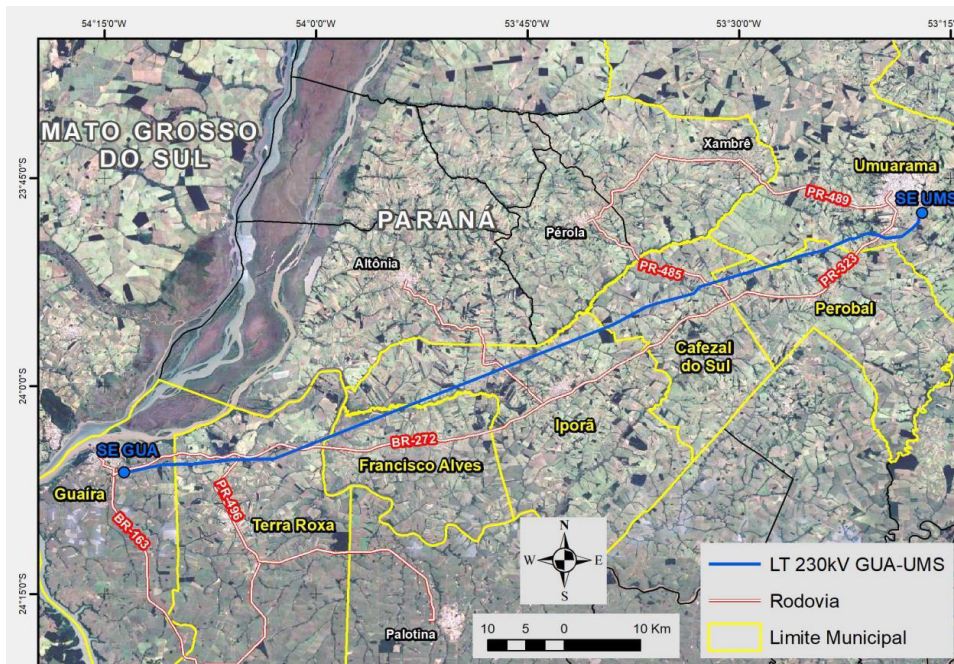 54°15'0"W
54°0'0"W
53°45'0"W
53°30'0"W
53°15'0"W
23°45'0"S
24°0'0"S
24°15'0"S
MATO GROSSO
DO SUL
PARANÁ
Xambrê
Umuarama
SE UMS
PR-489
Pérola
Altônia
PR-485
PR-323
Perobal
Cafezal
do Sul
Iporã
BR-272
Francisco Alves
SE GUA
Guaíra
PR-496
Terra Roxa
BR-163
Palotina
N
W
E
S
10 5 0 10 Km
LT 230kV GUA-UMS
Rodovia
Limite Municipal